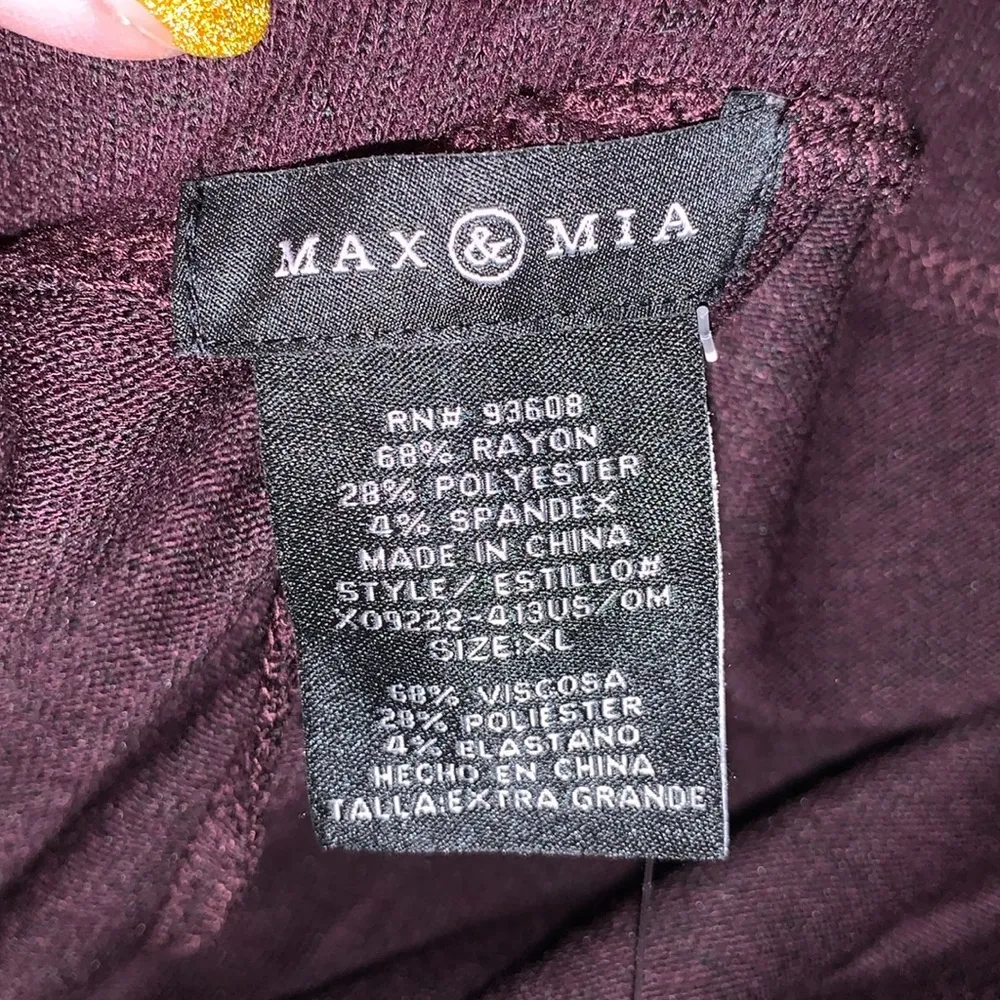 MAX & MIA
RN# 93608
68% RAYON
28% POLYESTER
4% SPANDEX
MADE IN CHINA
STYLE/ ESTILLO#
X09222-413US/OM
SIZE:XL
68% VISCOSA
28% POLIESTER
4% ELASTANO
HECHO EN CHINA
TALLA:EXTRA GRANDE